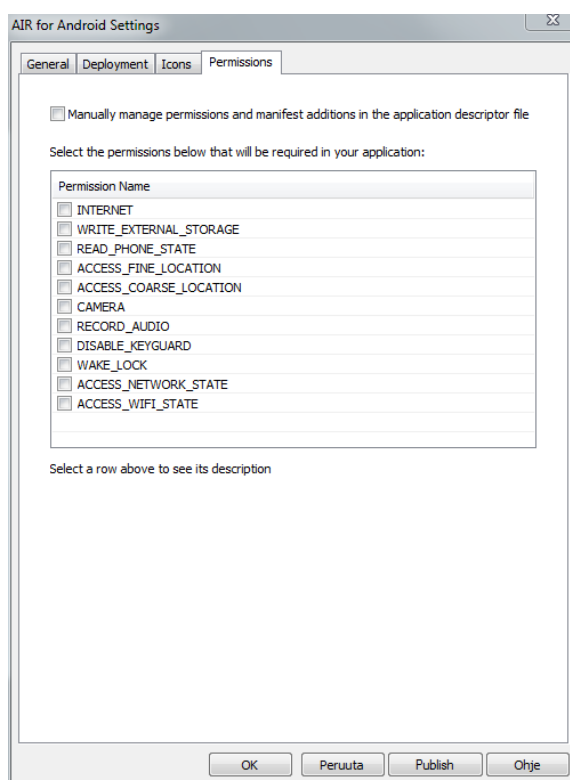 AIR for Android Settings
General Deployment Icons Permissions
Manually manage permissions and manifest additions in the application descriptor file
Select the permissions below that will be required in your application:
Permission Name
INTERNET
WRITE_EXTERNAL_STORAGE
READ_PHONE_STATE
ACCESS_FINE_LOCATION
ACCESS_COARSE_LOCATION
CAMERA
RECORD_AUDIO
DISABLE_KEYGUARD
WAKE_LOCK
ACCESS_NETWORK_STATE
ACCESS_WIFI_STATE
Select a row above to see its description
OK Peruuta Publish Ohje